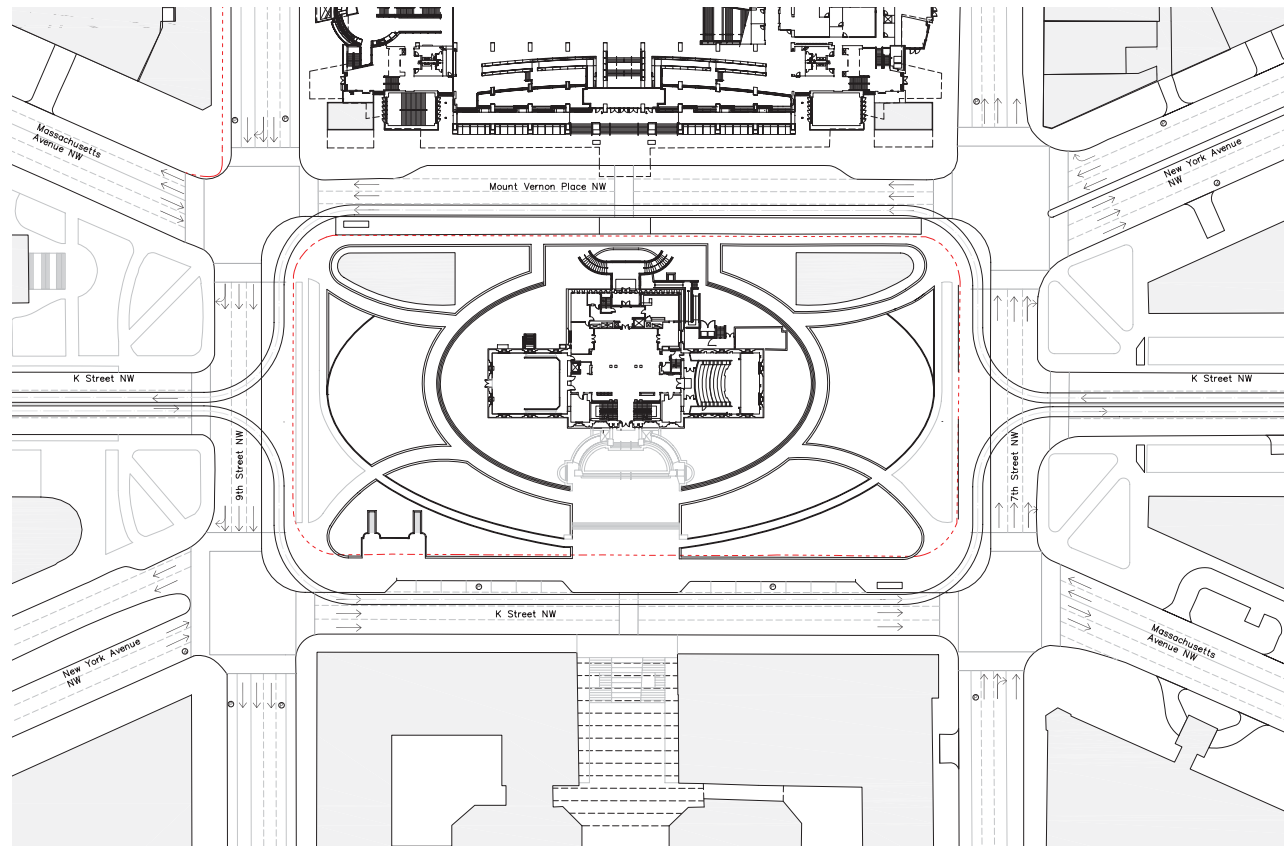 Massachusetts
Avenue NW
Mount Vernon Place NW
New York Avenue
NW
K Street NW
K Street NW
9th Street NW
7th Street NW
K Street NW
New York Avenue
NW
Massachusetts
Avenue NW
P
P
P
P
P
P
P
P
P